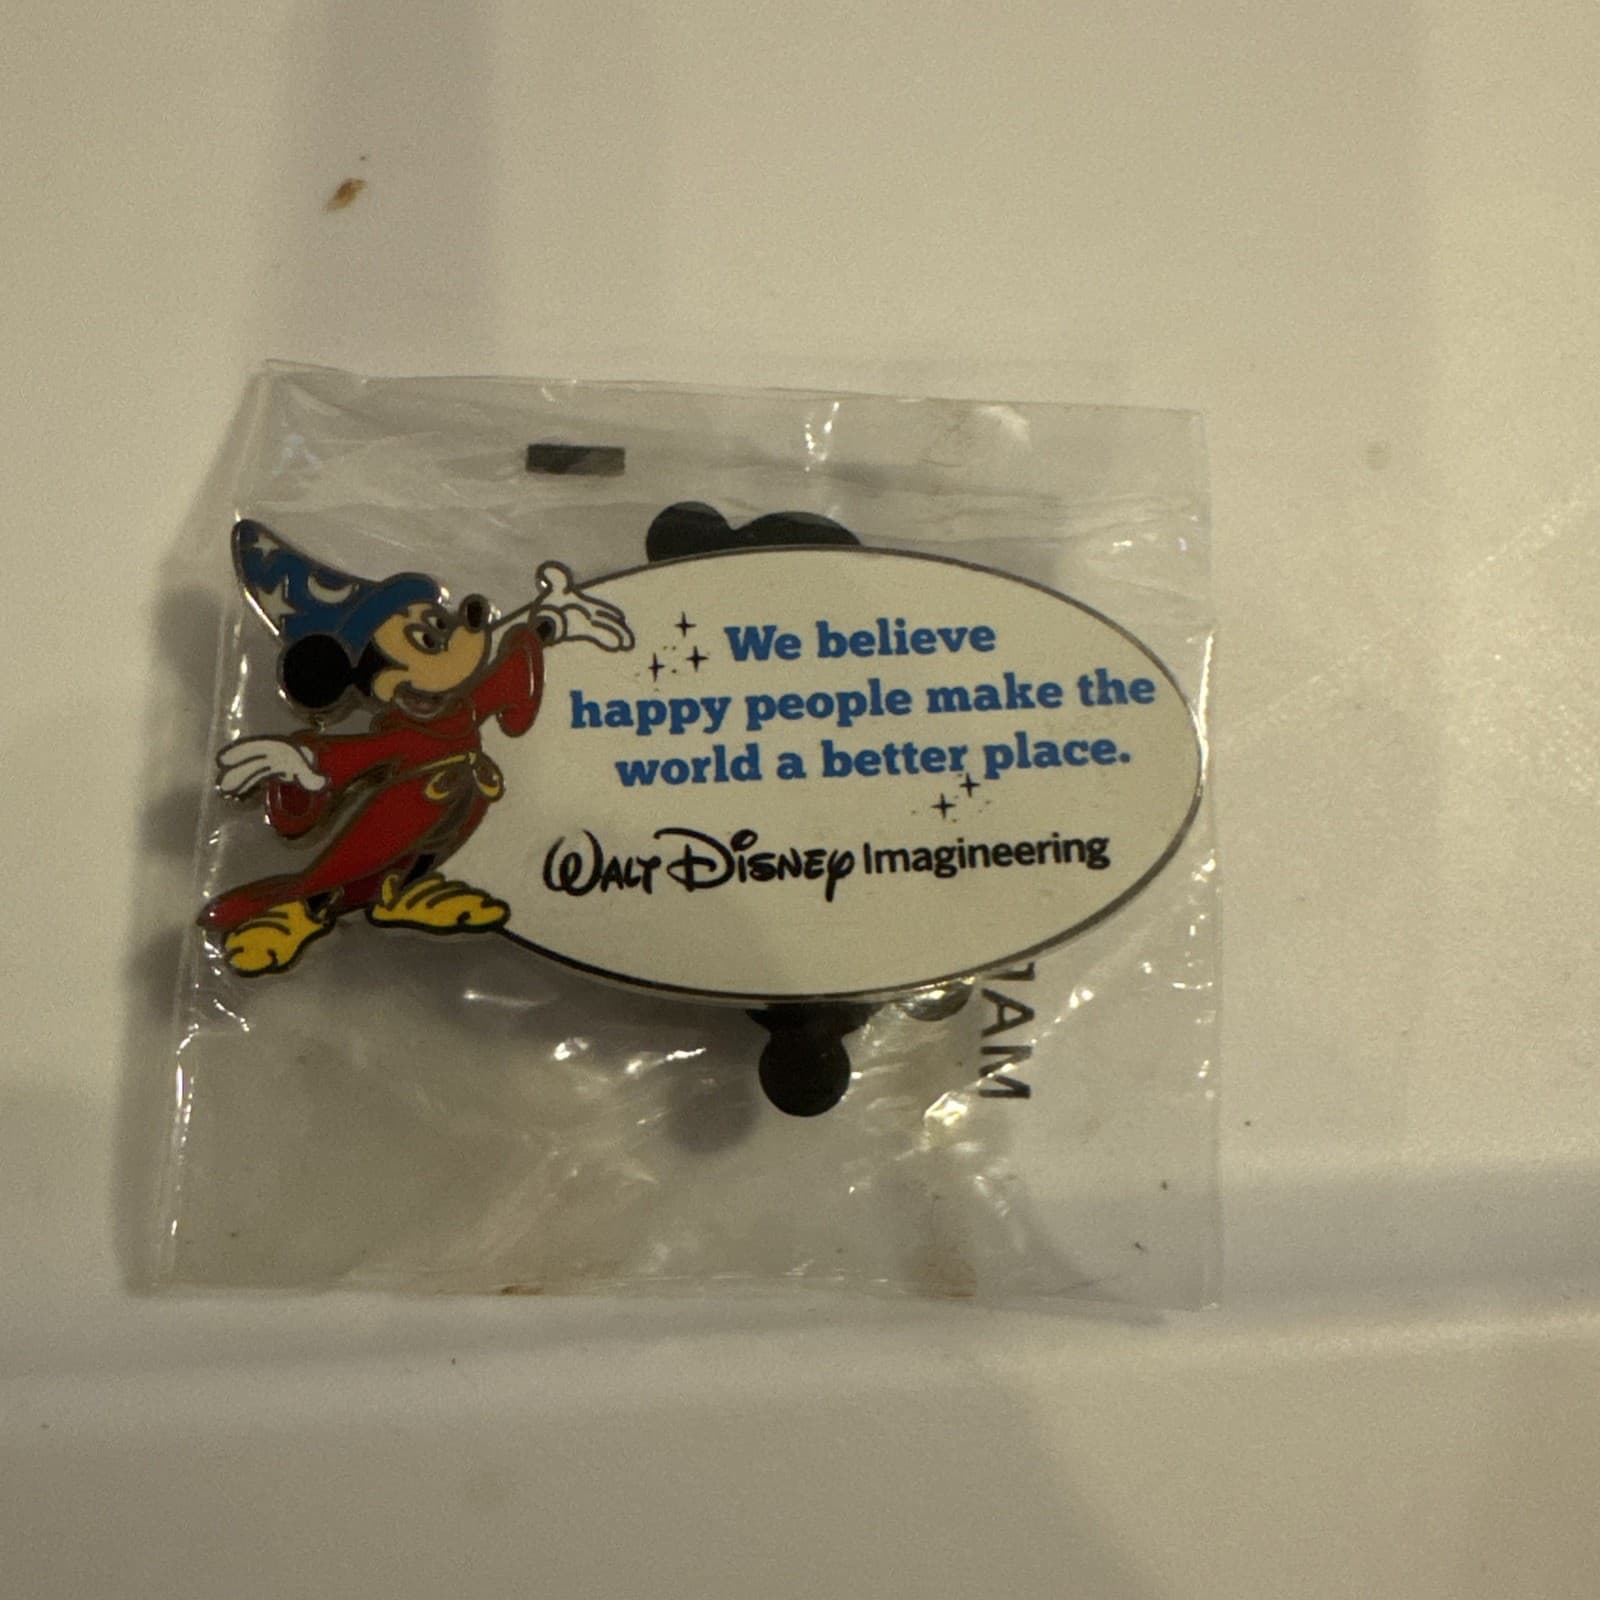 We believe
happy people make the
world a better place.
WALT DISNEY Imagineering